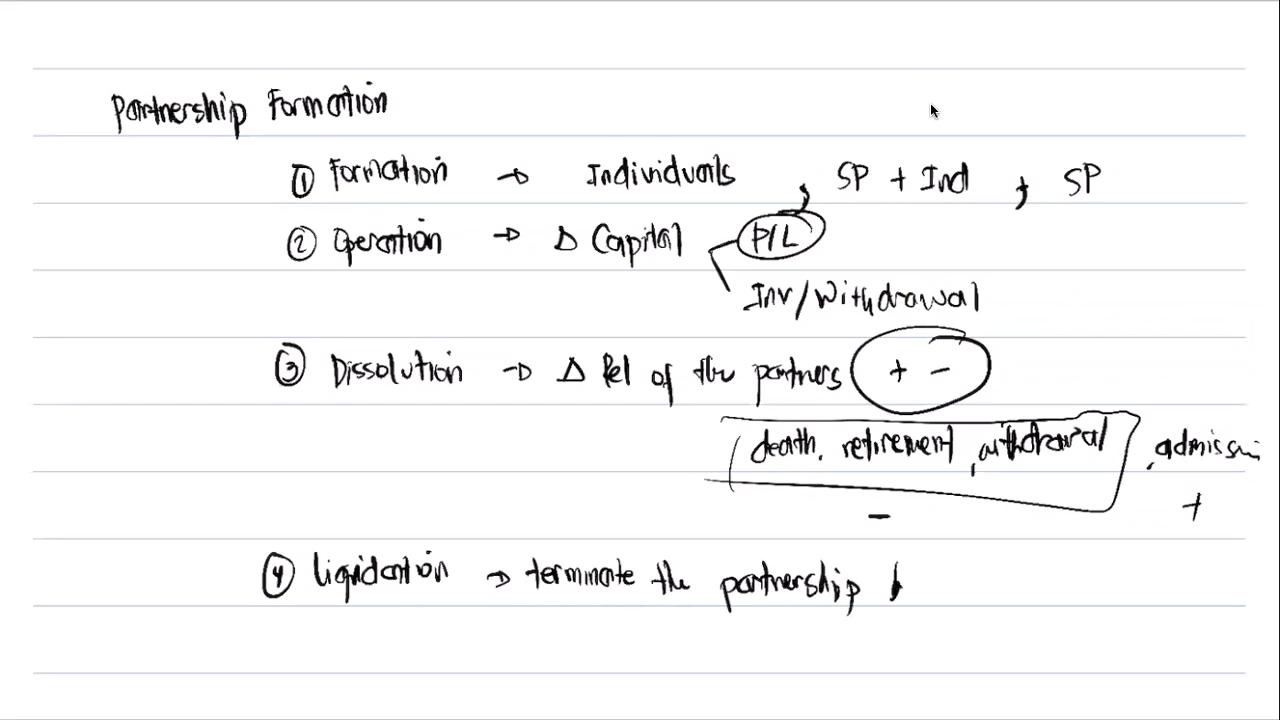 Partnership Formation
① Formation → Individuals , SP + Ind , SP
② Operation → Δ Capital P/L
Inv/Withdrawal
③ Dissolution → Δ Rel of the partners + -
death, retirement, withdrawal, admissi
- +
④ Liquidation → terminate the partnership